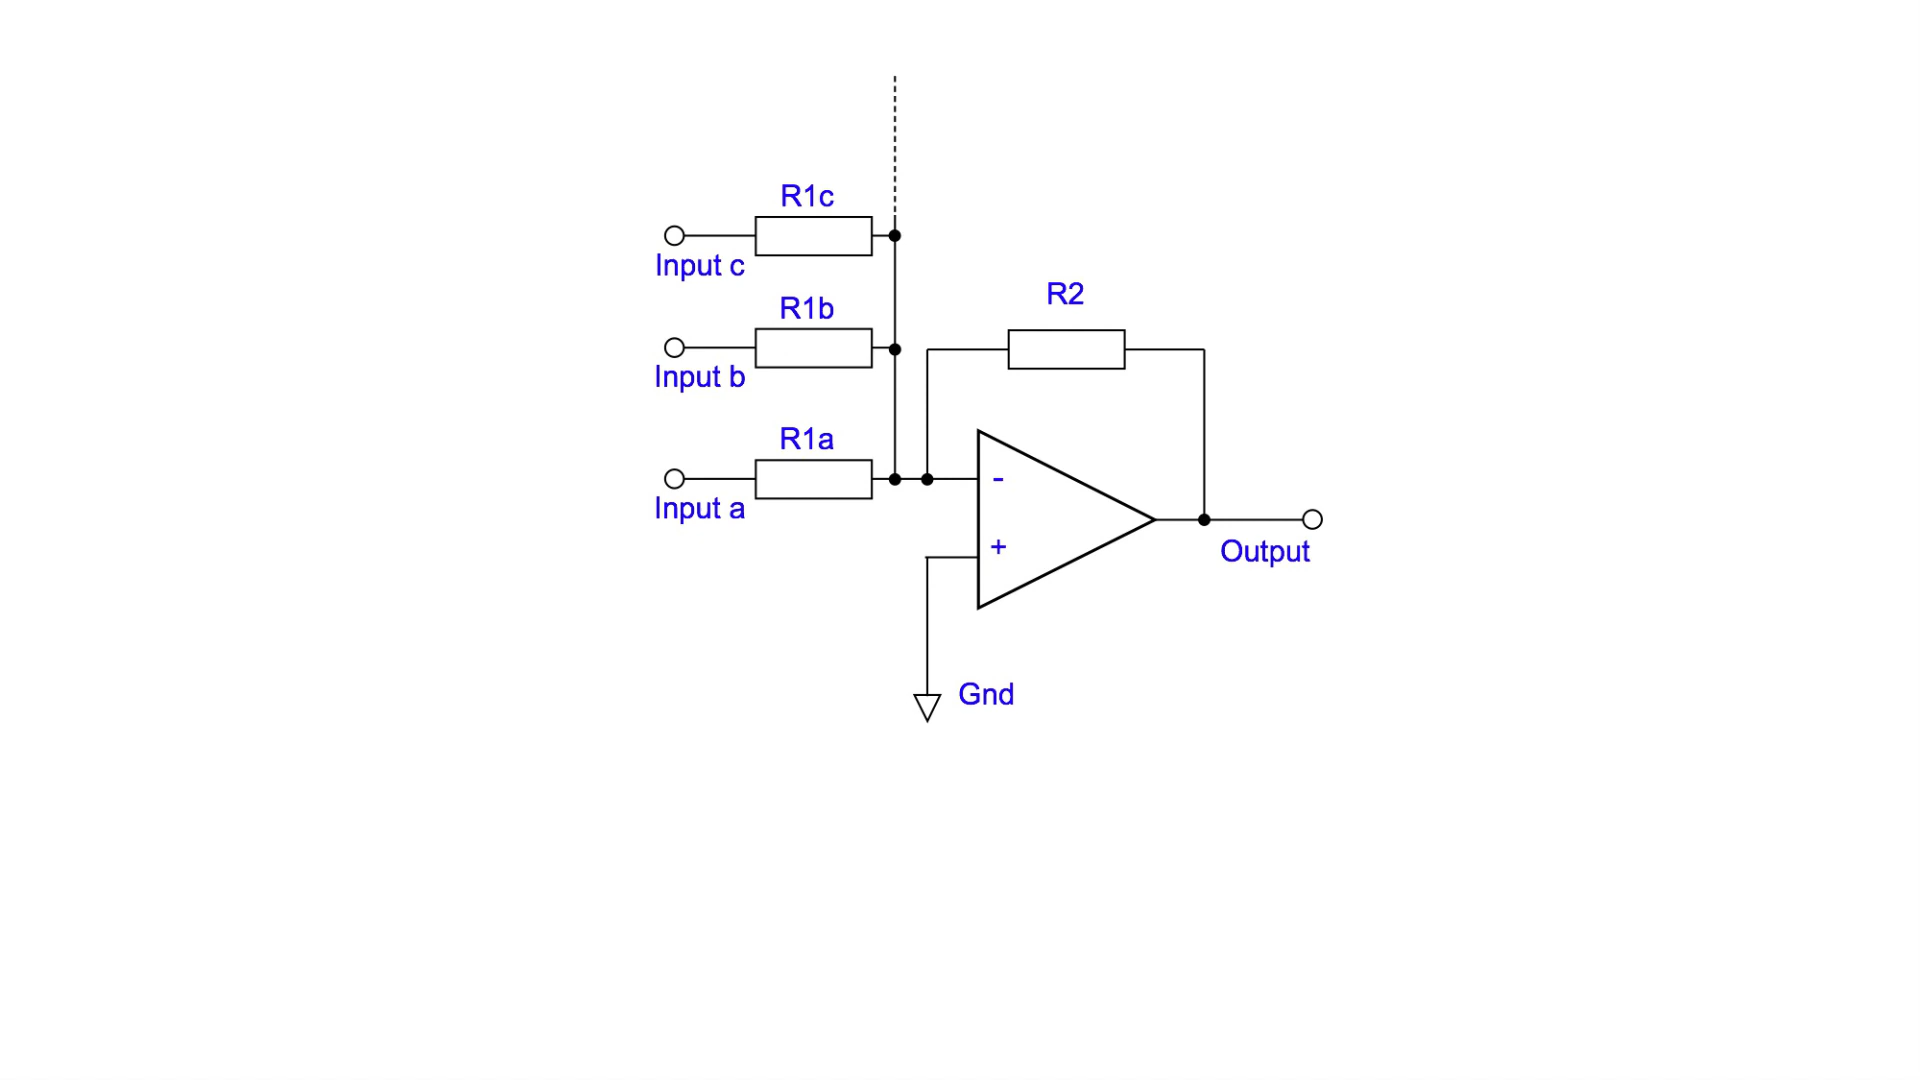 R1c
Input c
R1b
Input b
R2
R1a
Input a
-
+
Output
Gnd